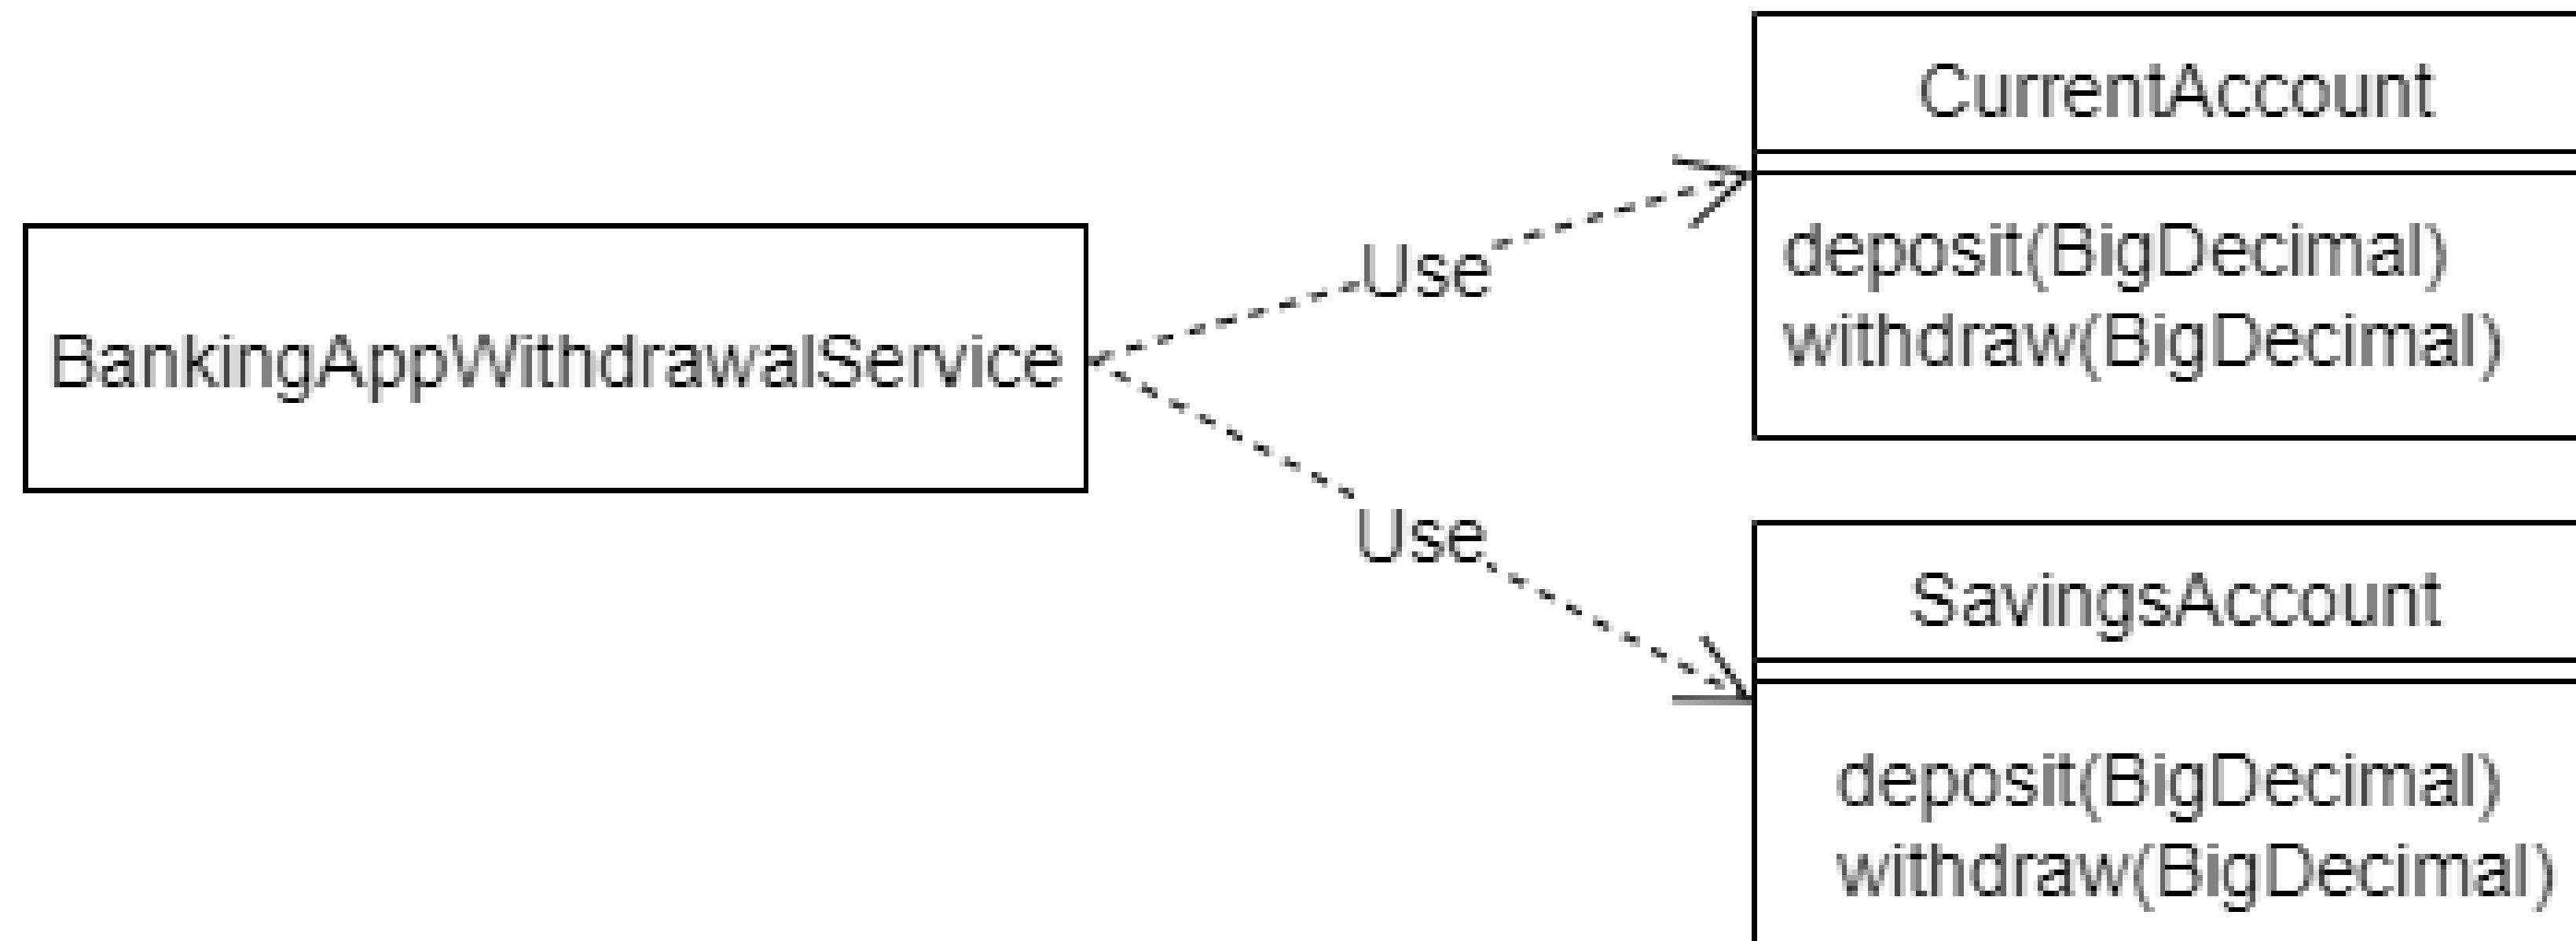 CurrentAccount
deposit(BigDecimal)
withdraw(BigDecimal)
Use
BankingAppWithdrawalService
Use
SavingsAccount
deposit(BigDecimal)
withdraw(BigDecimal)